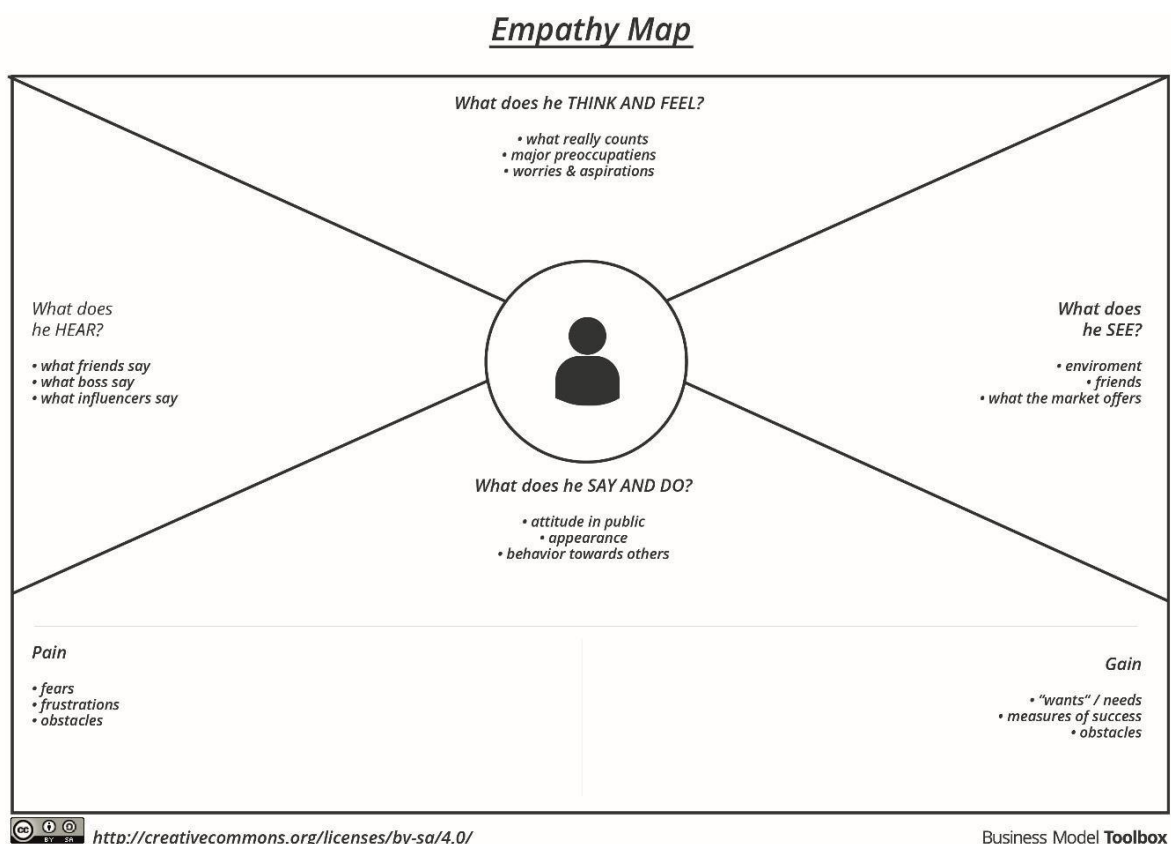 Empathy Map
What does he THINK AND FEEL?
• what really counts
• major preoccupatiens
• worries & aspirations
What does
he HEAR?
• what friends say
• what boss say
• what influencers say
What does
he SEE?
• enviroment
• friends
• what the market offers
What does he SAY AND DO?
• attitude in public
• appearance
• behavior towards others
Pain
• fears
• frustrations
• obstacles
Gain
• “wants“ / needs
• measures of success
• obstacles
cc BY SA
http://creativecommons.org/licenses/by-sa/4.0/
Business Model Toolbox